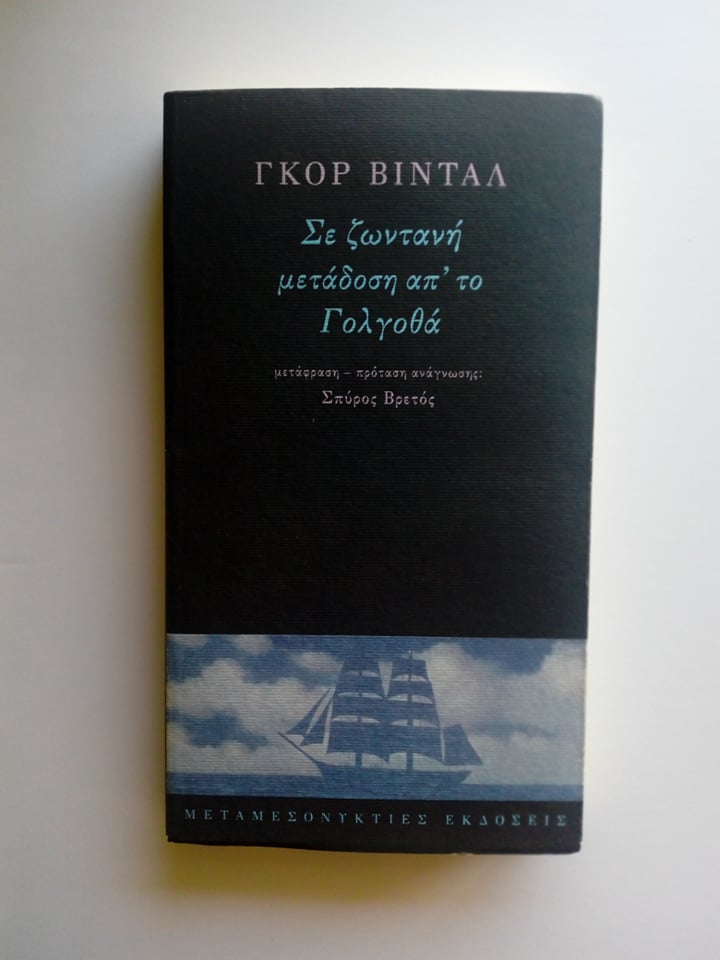 ΓΚΟΡ ΒΙΝΤΑΛ
Σε ζωντανή
μετάδοση απ’ το
Γολγοθά
μετάφραση – πρόταση ανάγνωσης:
Σπύρος Βρετός
ΜΕΤΑΜΕΣΟΝΥΚΤΙΕΣ ΕΚΔΟΣΕΙΣ